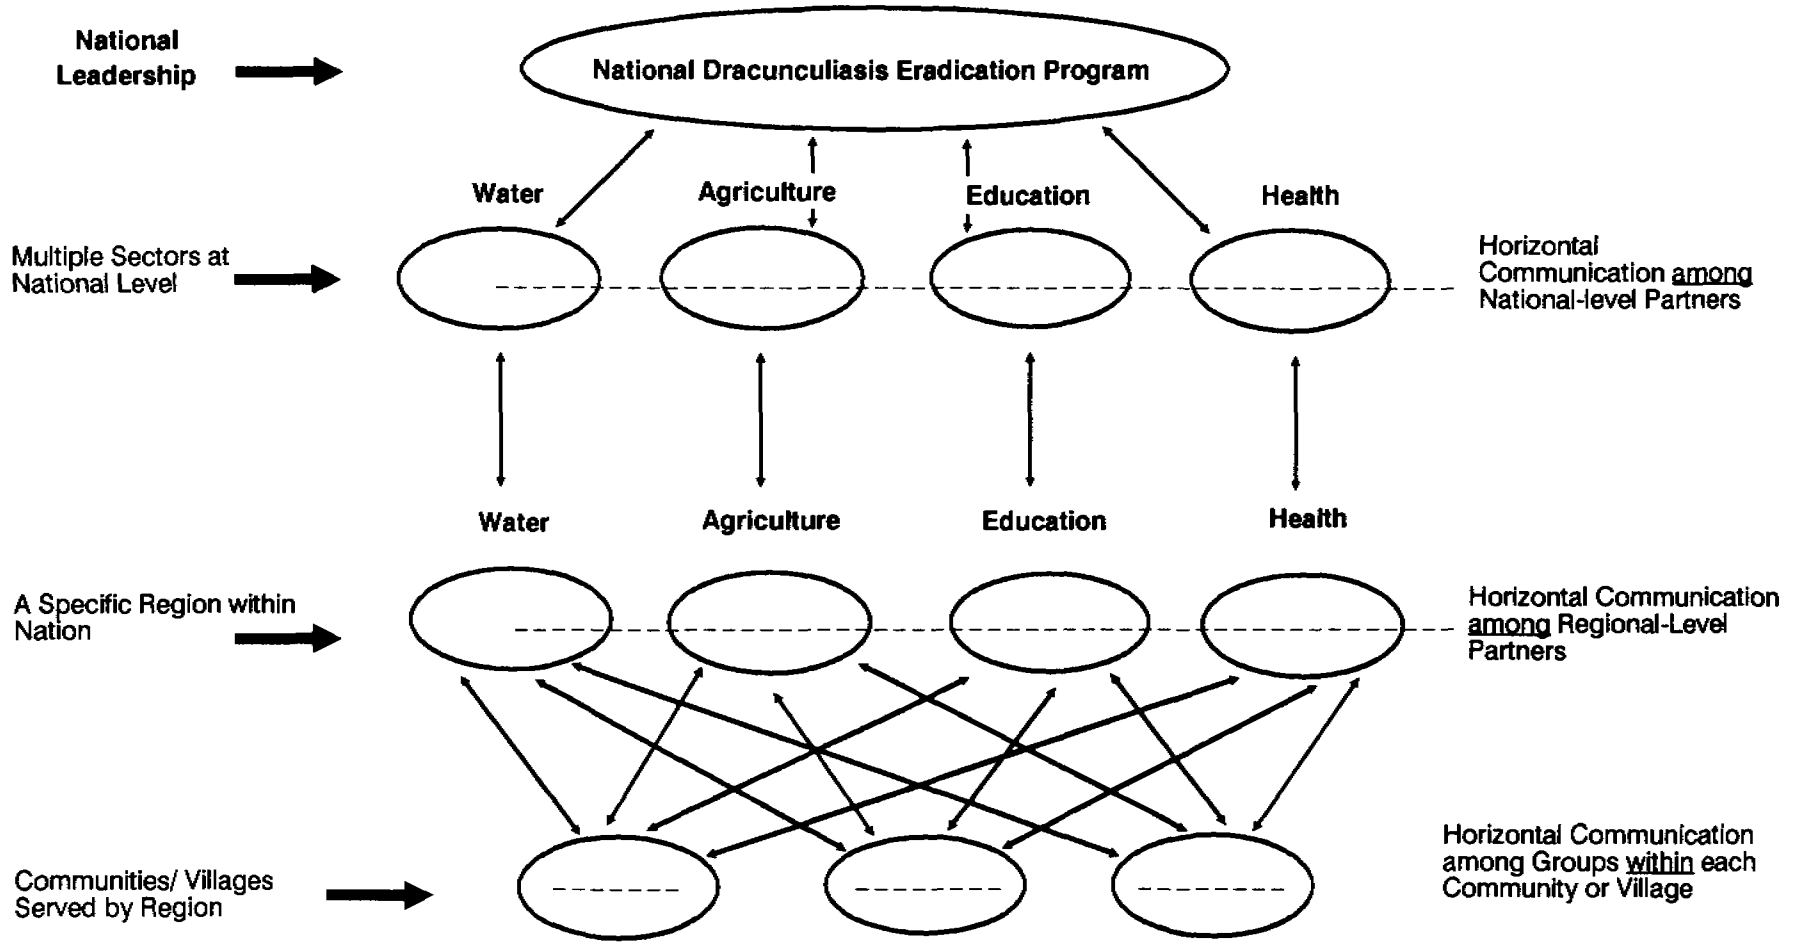 National
Leadership
National Dracunculiasis Eradication Program
Water
Agriculture
Education
Health
Multiple Sectors at
National Level
Horizontal
Communication among
National-level Partners
Water
Agriculture
Education
Health
A Specific Region within
Nation
Horizontal Communication
among Regional-Level
Partners
Communities/ Villages
Served by Region
Horizontal Communication
among Groups within each
Community or Village